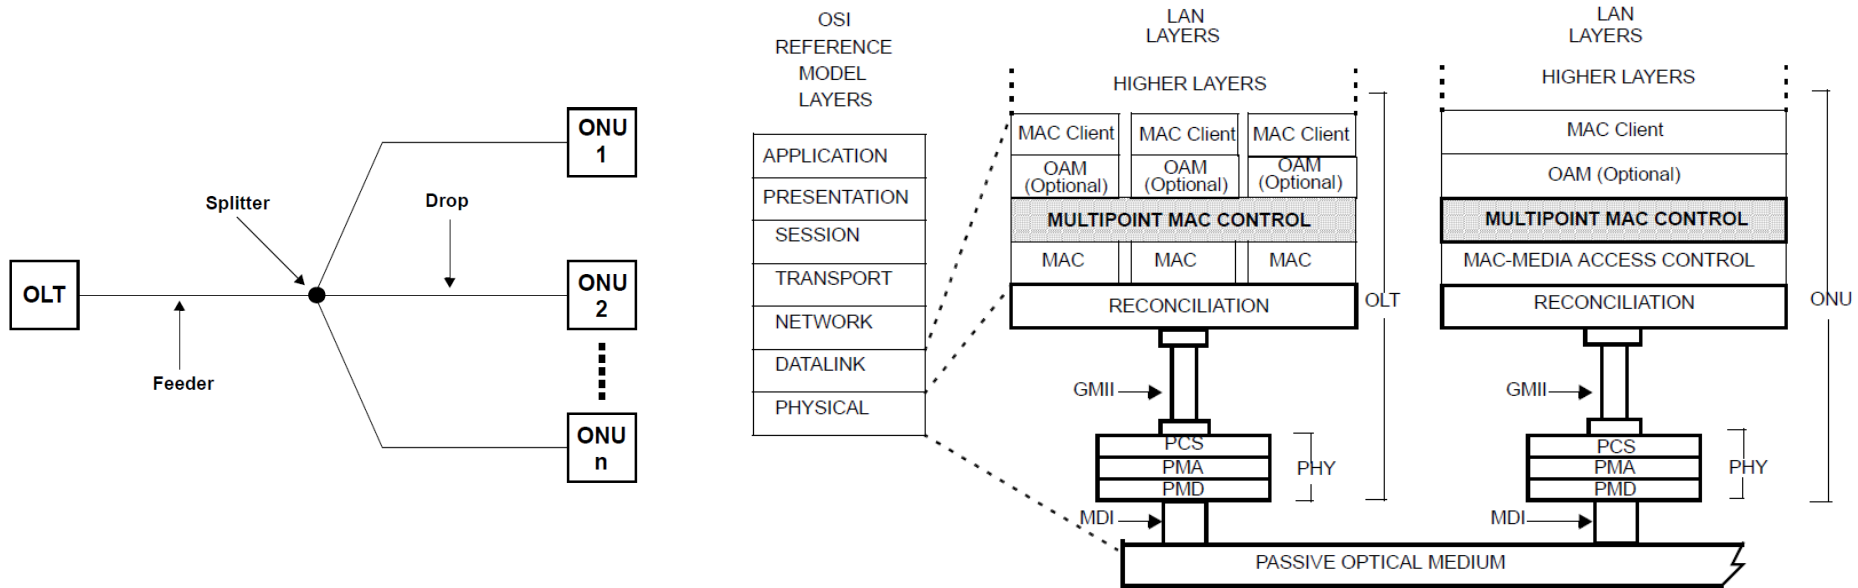 OLT
Splitter
Feeder
Drop
ONU
1
ONU
2
ONU
n
OSI
REFERENCE
MODEL
LAYERS
APPLICATION
PRESENTATION
SESSION
TRANSPORT
NETWORK
DATALINK
PHYSICAL
LAN
LAYERS
HIGHER LAYERS
MAC Client
MAC Client
MAC Client
OAM
(Optional)
OAM
(Optional)
OAM
(Optional)
MULTIPOINT MAC CONTROL
MAC
MAC
MAC
RECONCILIATION
OLT
GMII
PCS
PMA
PMD
PHY
MDI
LAN
LAYERS
HIGHER LAYERS
MAC Client
OAM (Optional)
MULTIPOINT MAC CONTROL
MAC-MEDIA ACCESS CONTROL
RECONCILIATION
ONU
GMII
PCS
PMA
PMD
PHY
MDI
PASSIVE OPTICAL MEDIUM